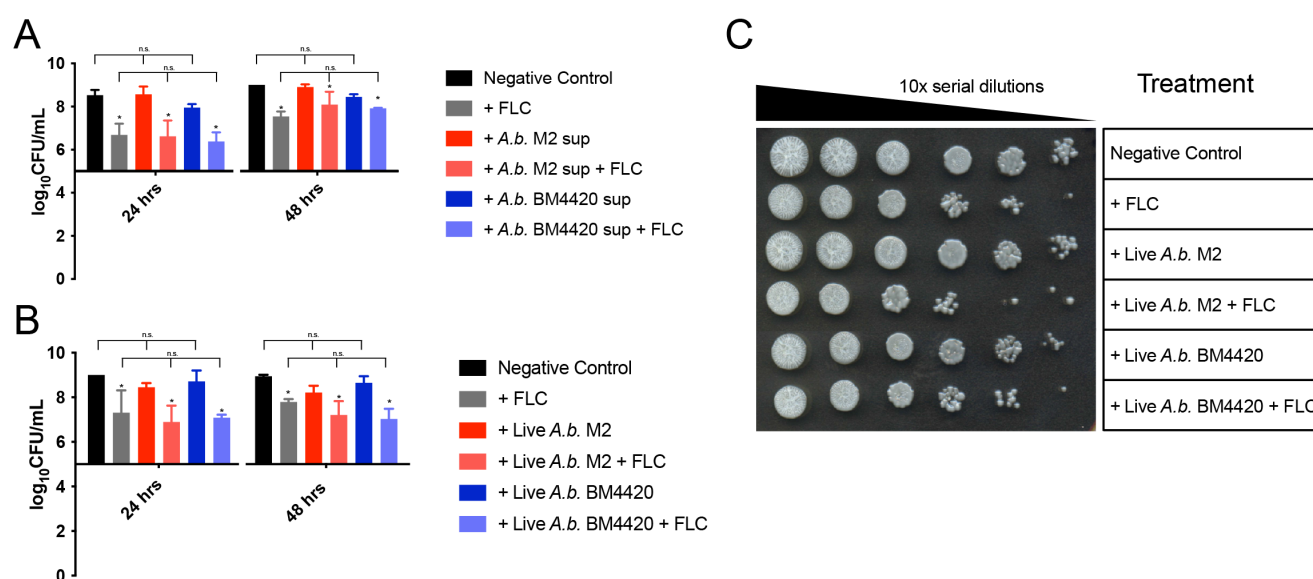 A
n.s.
n.s.
n.s.
n.s.
10
8
6
4
2
0
log10CFU/mL
24 hrs
48 hrs
* * * * * *
Negative Control
+ FLC
+ A.b. M2 sup
+ A.b. M2 sup + FLC
+ A.b. BM4420 sup
+ A.b. BM4420 sup + FLC
B
n.s.
n.s.
n.s.
n.s.
10
8
6
4
2
0
log10CFU/mL
24 hrs
48 hrs
* * * * * *
Negative Control
+ FLC
+ Live A.b. M2
+ Live A.b. M2 + FLC
+ Live A.b. BM4420
+ Live A.b. BM4420 + FLC
C
10x serial dilutions
Treatment
Negative Control
+ FLC
+ Live A.b. M2
+ Live A.b. M2 + FLC
+ Live A.b. BM4420
+ Live A.b. BM4420 + FLC